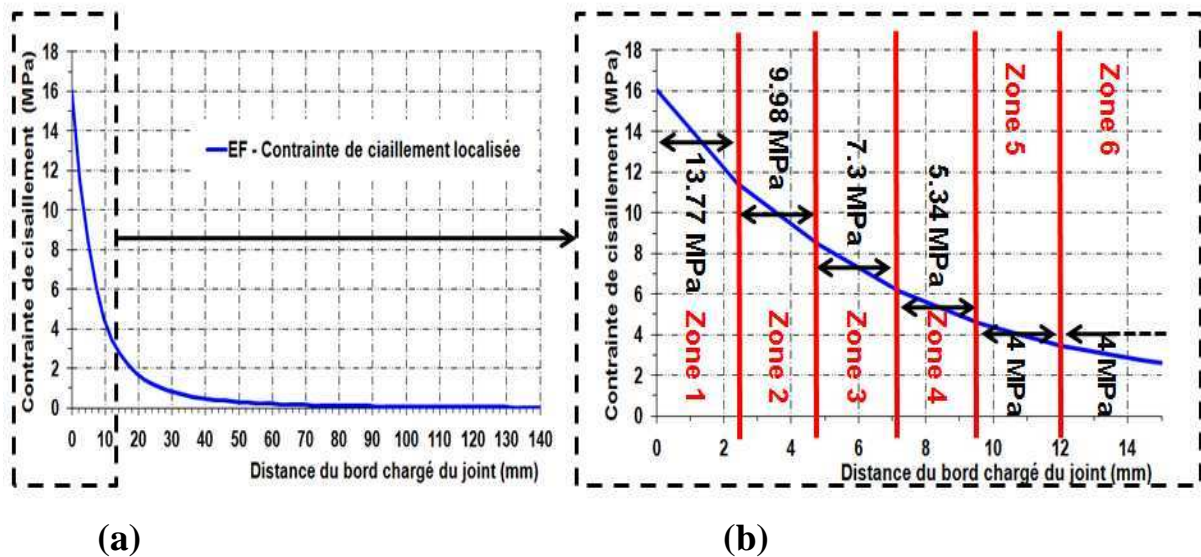 Contrainte de cisaillement (MPa)
18
16
14
12
10
8
6
4
2
0
EF - Contrainte de ciaillement localisée
0 10 20 30 40 50 60 70 80 90 100 110 120 130 140
Distance du bord chargé du joint (mm)
(a)
Contrainte de cisaillement (MPa)
18
16
14
12
10
8
6
4
2
0
13.77 MPa
9.98 MPa
7.3 MPa
5.34 MPa
4 MPa
4 MPa
Zone 1
Zone 2
Zone 3
Zone 4
Zone 5
Zone 6
0 2 4 6 8 10 12 14
Distance du bord chargé du joint (mm)
(b)